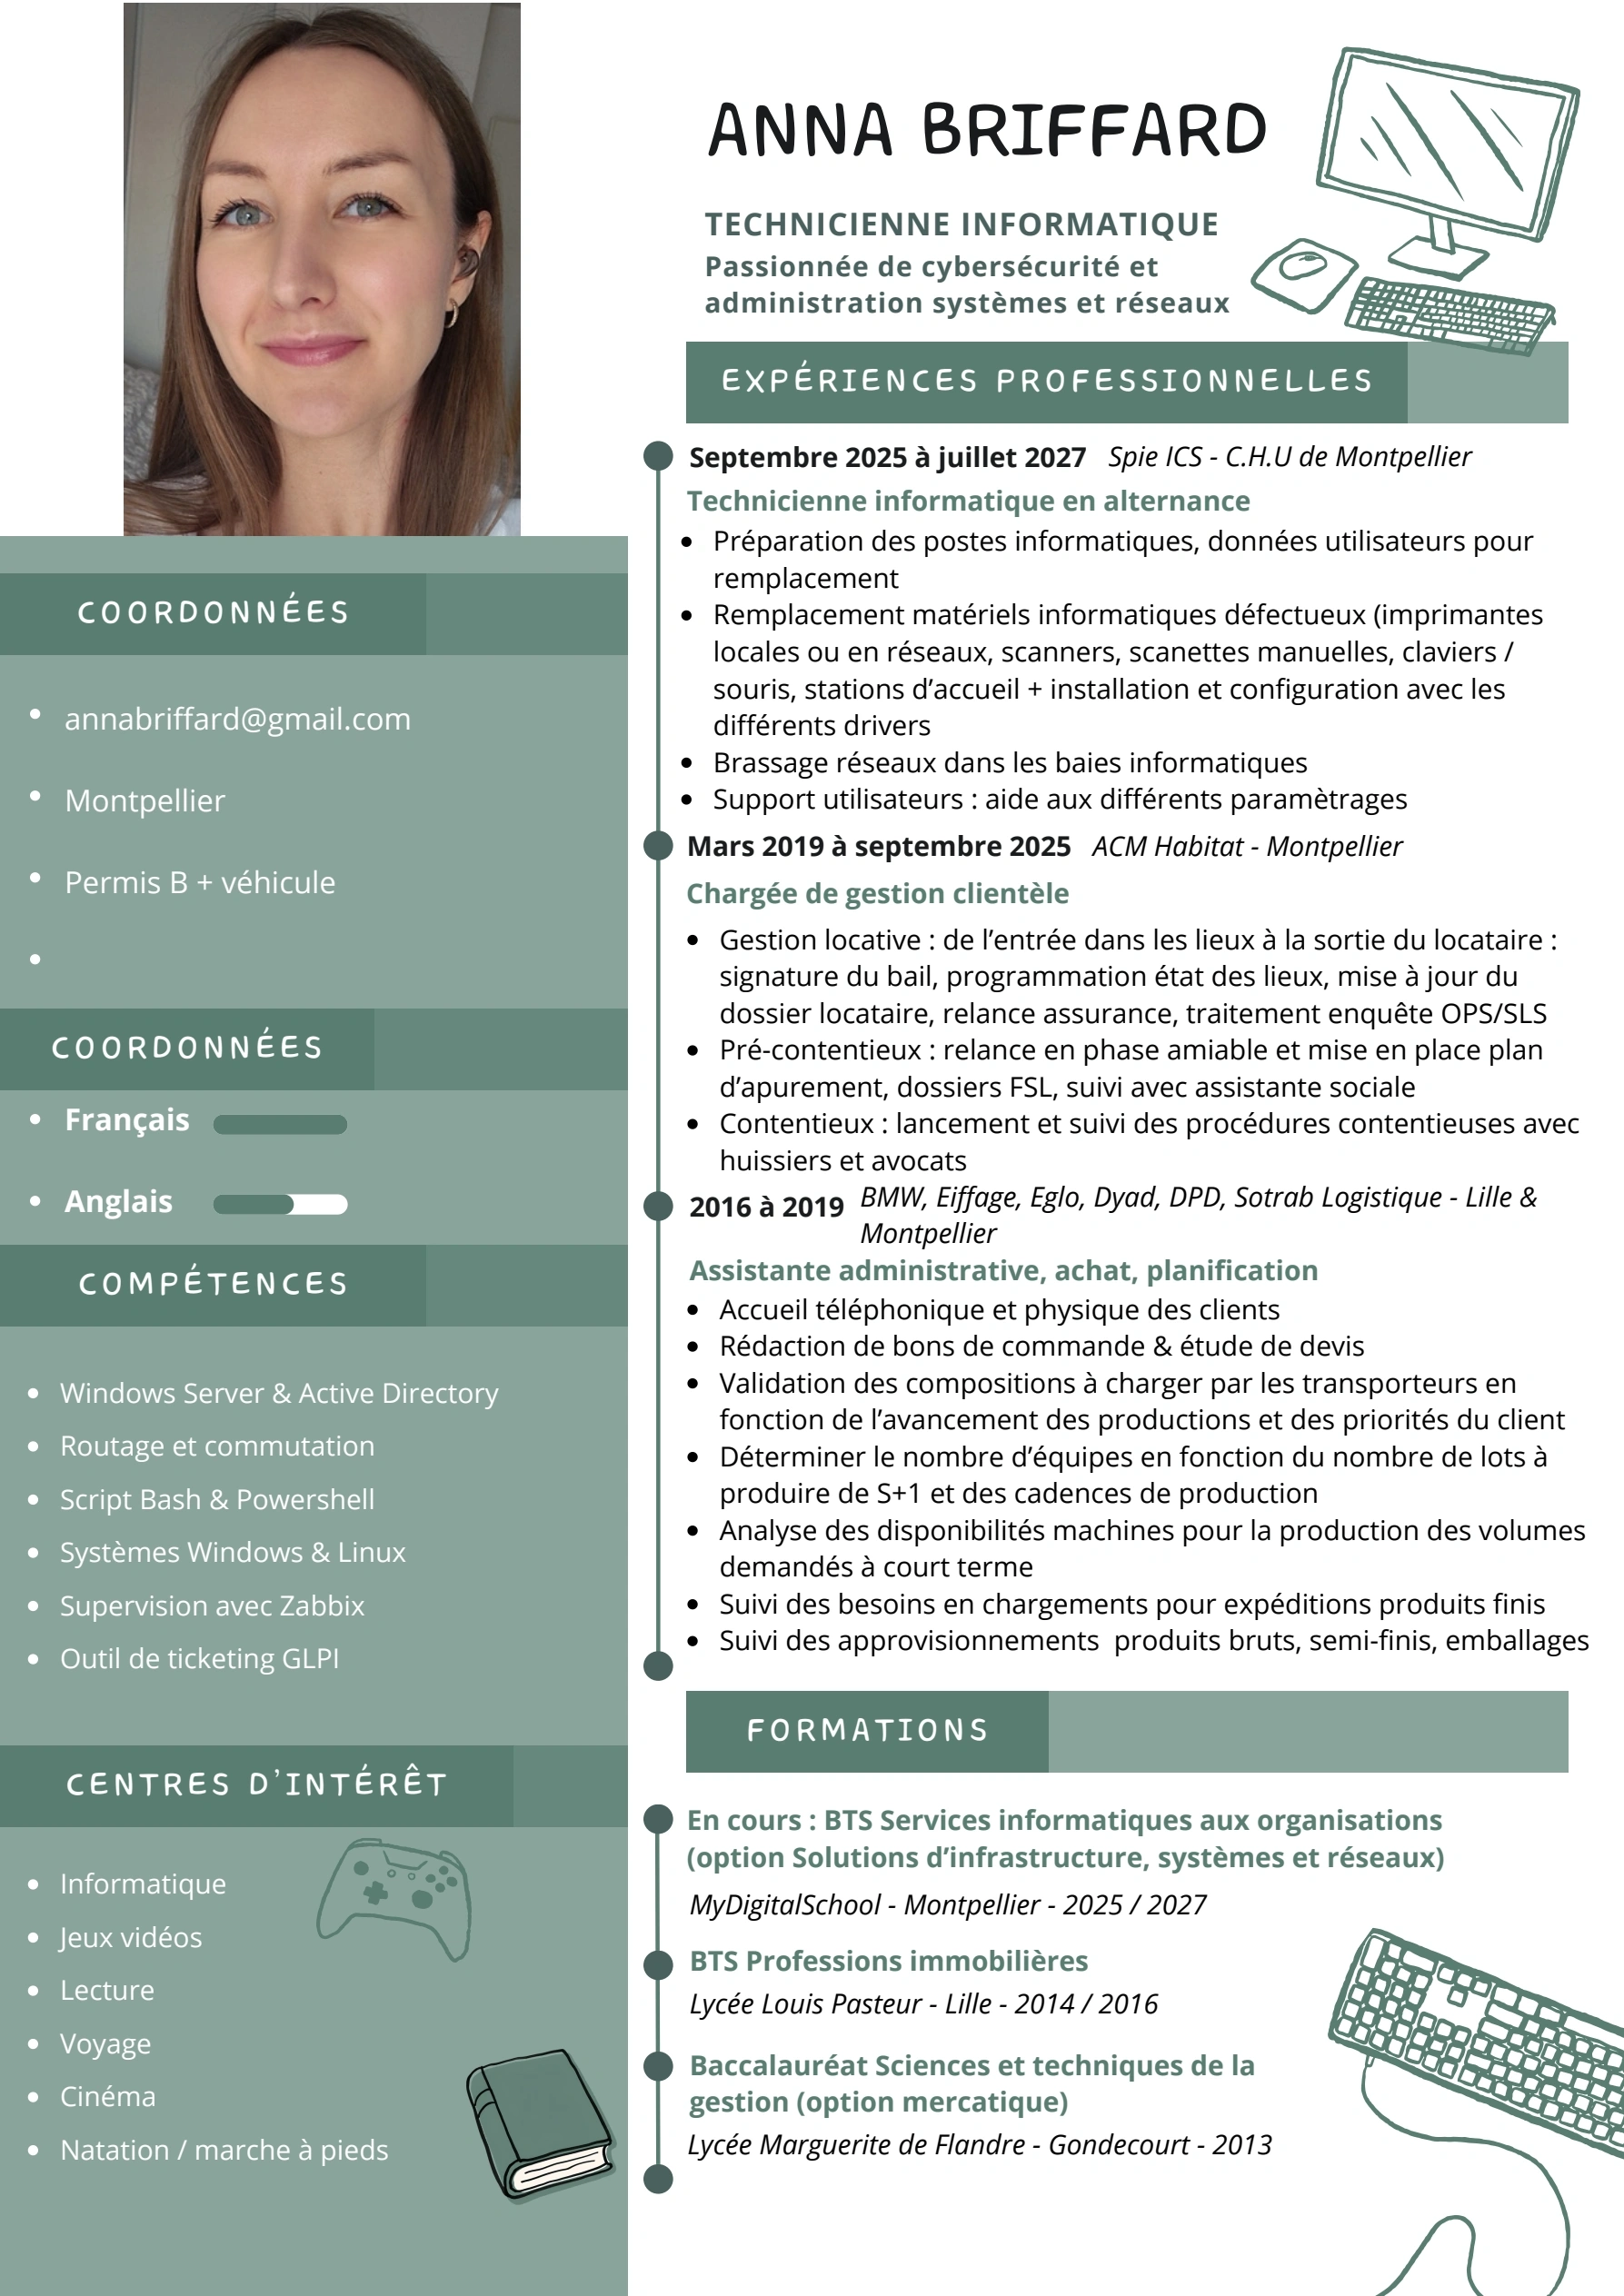 ANNA BRIFFARD
TECHNICIENNE INFORMATIQUE
Passionnée de cybersécurité et
administration systèmes et réseaux
COORDONNÉES
annabriffard@gmail.com
Montpellier
Permis B + véhicule
COORDONNÉES
Français
Anglais
COMPÉTENCES
Windows Server & Active Directory
Routage et commutation
Script Bash & Powershell
Systèmes Windows & Linux
Supervision avec Zabbix
Outil de ticketing GLPI
CENTRES D'INTÉRÊT
Informatique
Jeux vidéos
Lecture
Voyage
Cinéma
Natation / marche à pieds
EXPÉRIENCES PROFESSIONNELLES
Septembre 2025 à juillet 2027 Spie ICS - C.H.U de Montpellier
Technicienne informatique en alternance
Préparation des postes informatiques, données utilisateurs pour
remplacement
Remplacement matériels informatiques défectueux (imprimantes
locales ou en réseaux, scanners, scanettes manuelles, claviers /
souris, stations d’accueil + installation et configuration avec les
différents drivers
Brassage réseaux dans les baies informatiques
Support utilisateurs : aide aux différents paramètrages
Mars 2019 à septembre 2025 ACM Habitat - Montpellier
Chargée de gestion clientèle
Gestion locative : de l’entrée dans les lieux à la sortie du locataire :
signature du bail, programmation état des lieux, mise à jour du
dossier locataire, relance assurance, traitement enquête OPS/SLS
Pré-contentieux : relance en phase amiable et mise en place plan
d’apurement, dossiers FSL, suivi avec assistante sociale
Contentieux : lancement et suivi des procédures contentieuses avec
huissiers et avocats
2016 à 2019 BMW, Eiffage, Eglo, Dyad, DPD, Sotrab Logistique - Lille &
Montpellier
Assistante administrative, achat, planification
Accueil téléphonique et physique des clients
Rédaction de bons de commande & étude de devis
Validation des compositions à charger par les transporteurs en
fonction de l’avancement des productions et des priorités du client
Déterminer le nombre d’équipes en fonction du nombre de lots à
produire de S+1 et des cadences de production
Analyse des disponibilités machines pour la production des volumes
demandés à court terme
Suivi des besoins en chargements pour expéditions produits finis
Suivi des approvisionnements produits bruts, semi-finis, emballages
FORMATIONS
En cours : BTS Services informatiques aux organisations
(option Solutions d’infrastructure, systèmes et réseaux)
MyDigitalSchool - Montpellier - 2025 / 2027
BTS Professions immobilières
Lycée Louis Pasteur - Lille - 2014 / 2016
Baccalauréat Sciences et techniques de la
gestion (option mercatique)
Lycée Marguerite de Flandre - Gondecourt - 2013